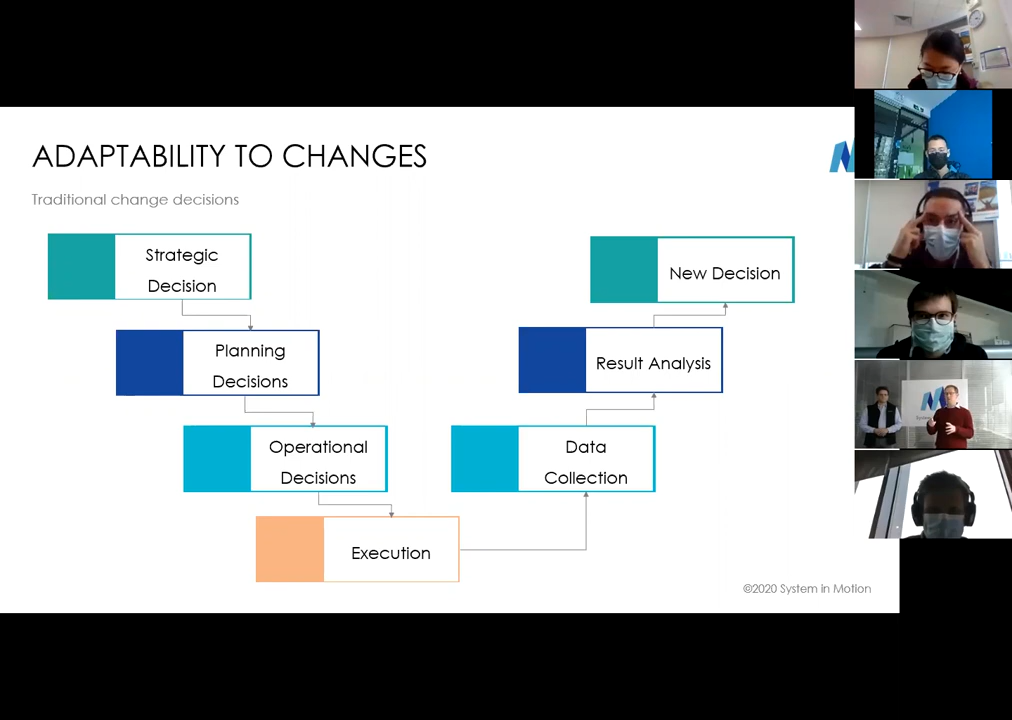 ADAPTABILITY TO CHANGES
Traditional change decisions
Strategic
Decision
New Decision
Planning
Decisions
Result Analysis
Operational
Decisions
Data
Collection
Execution
©2020 System in Motion